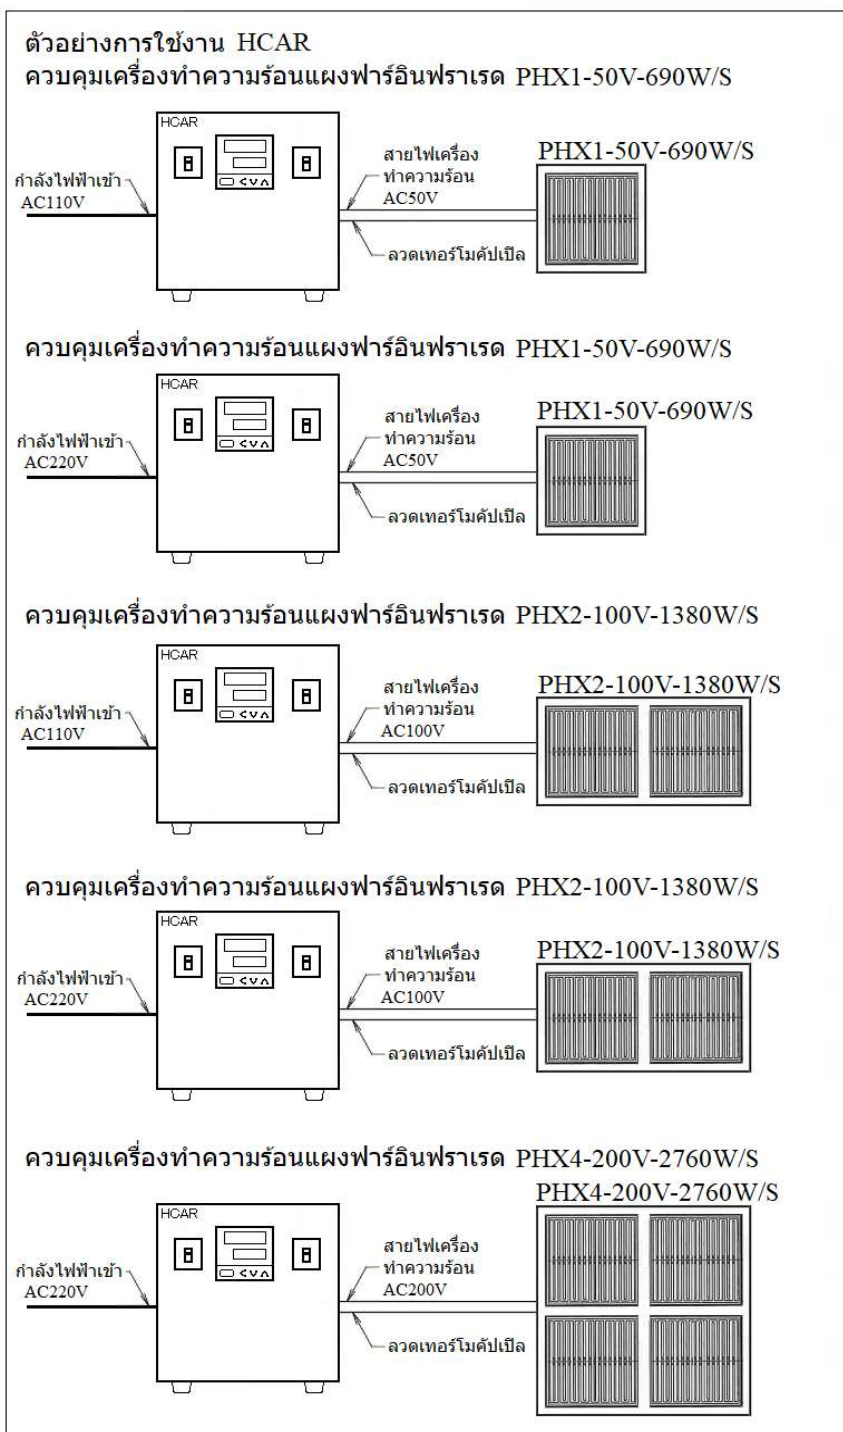 ตัวอย่างการใช้งาน HCAR
ควบคุมเครื่องทำความร้อนแผงฟาร์อินฟราเรด PHX1-50V-690W/S
HCAR
กำลังไฟฟ้าเข้า
AC110V
สายไฟเครื่อง
ทำความร้อน
AC50V
ลวดเทอร์โมคัปเปิล
PHX1-50V-690W/S
ควบคุมเครื่องทำความร้อนแผงฟาร์อินฟราเรด PHX1-50V-690W/S
HCAR
กำลังไฟฟ้าเข้า
AC220V
สายไฟเครื่อง
ทำความร้อน
AC50V
ลวดเทอร์โมคัปเปิล
PHX1-50V-690W/S
ควบคุมเครื่องทำความร้อนแผงฟาร์อินฟราเรด PHX2-100V-1380W/S
HCAR
กำลังไฟฟ้าเข้า
AC110V
สายไฟเครื่อง
ทำความร้อน
AC100V
ลวดเทอร์โมคัปเปิล
PHX2-100V-1380W/S
ควบคุมเครื่องทำความร้อนแผงฟาร์อินฟราเรด PHX2-100V-1380W/S
HCAR
กำลังไฟฟ้าเข้า
AC220V
สายไฟเครื่อง
ทำความร้อน
AC100V
ลวดเทอร์โมคัปเปิล
PHX2-100V-1380W/S
ควบคุมเครื่องทำความร้อนแผงฟาร์อินฟราเรด PHX4-200V-2760W/S
HCAR
กำลังไฟฟ้าเข้า
AC220V
สายไฟเครื่อง
ทำความร้อน
AC200V
ลวดเทอร์โมคัปเปิล
PHX4-200V-2760W/S